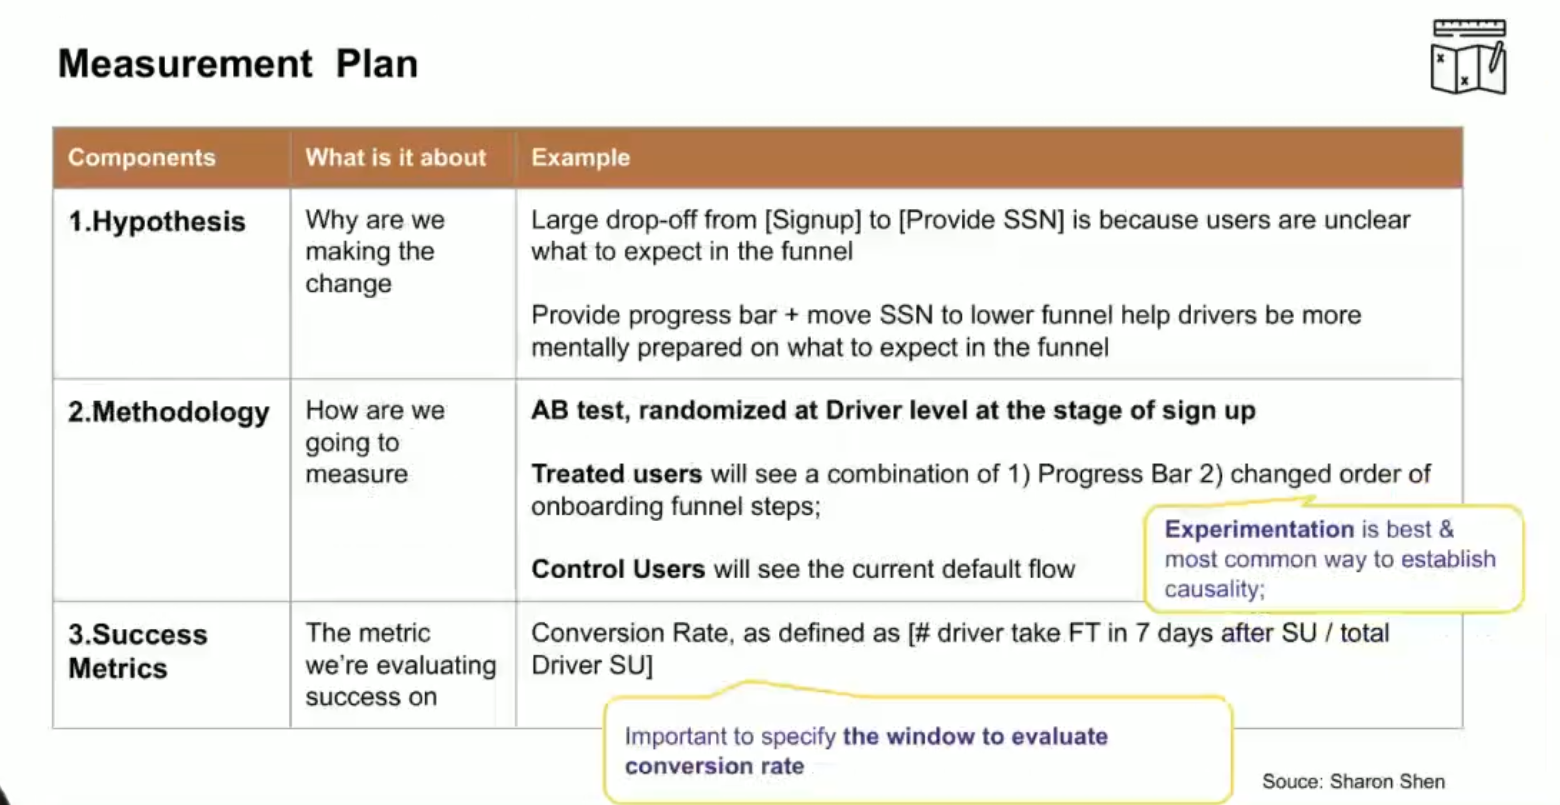 Measurement Plan
Components
What is it about
Example
1.Hypothesis
Why are we
making the
change
Large drop-off from [Signup] to [Provide SSN] is because users are unclear
what to expect in the funnel
Provide progress bar + move SSN to lower funnel help drivers be more
mentally prepared on what to expect in the funnel
2.Methodology
How are we
going to
measure
AB test, randomized at Driver level at the stage of sign up
Treated users will see a combination of 1) Progress Bar 2) changed order of
onboarding funnel steps;
Control Users will see the current default flow
Experimentation is best &
most common way to establish
causality;
3.Success
Metrics
The metric
we're evaluating
success on
Conversion Rate, as defined as [# driver take FT in 7 days after SU / total
Driver SU]
Important to specify the window to evaluate
conversion rate
Souce: Sharon Shen